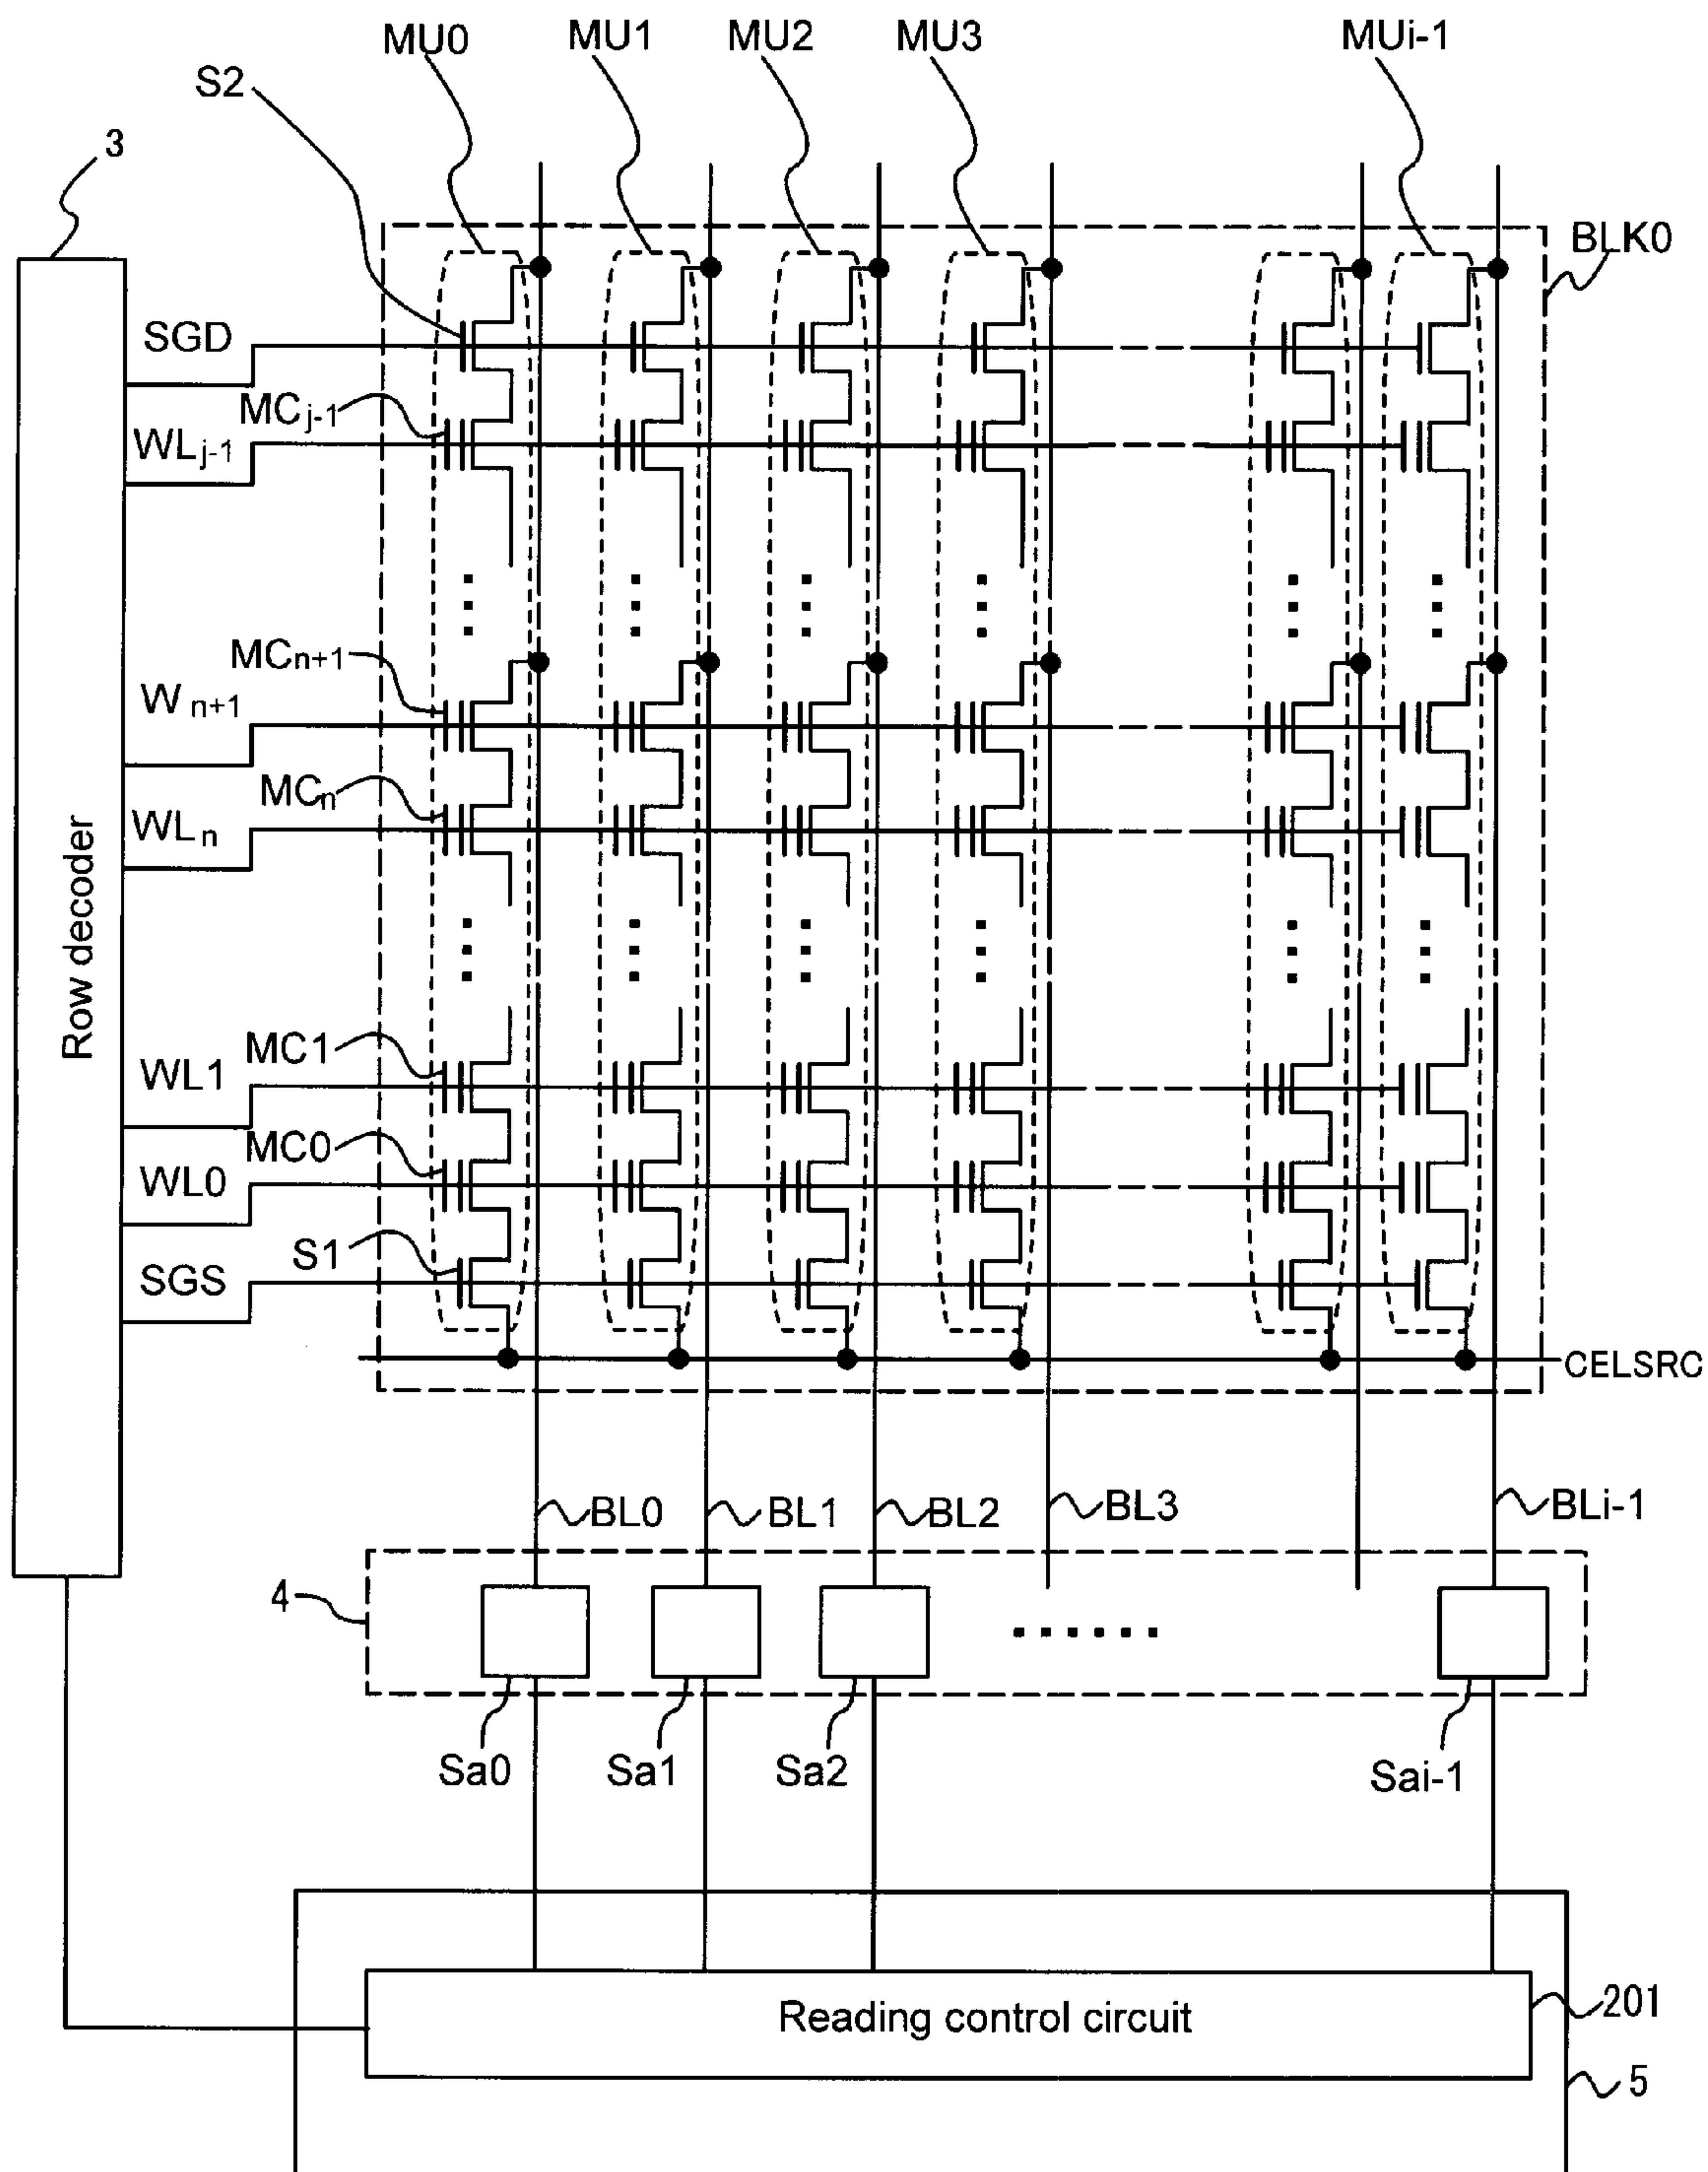 MU0 MU1 MU2 MU3 MUi-1
S2
3
BLK0
SGD
MCj-1
WLj-1
MCn+1
Wn+1
MCn
WLn
Row decoder
MC1
WL1
MC0
WL0
S1
SGS
CELSRC
BL0 BL1 BL2 BL3 BLi-1
4
Sa0 Sa1 Sa2 Sai-1
Reading control circuit
201
5